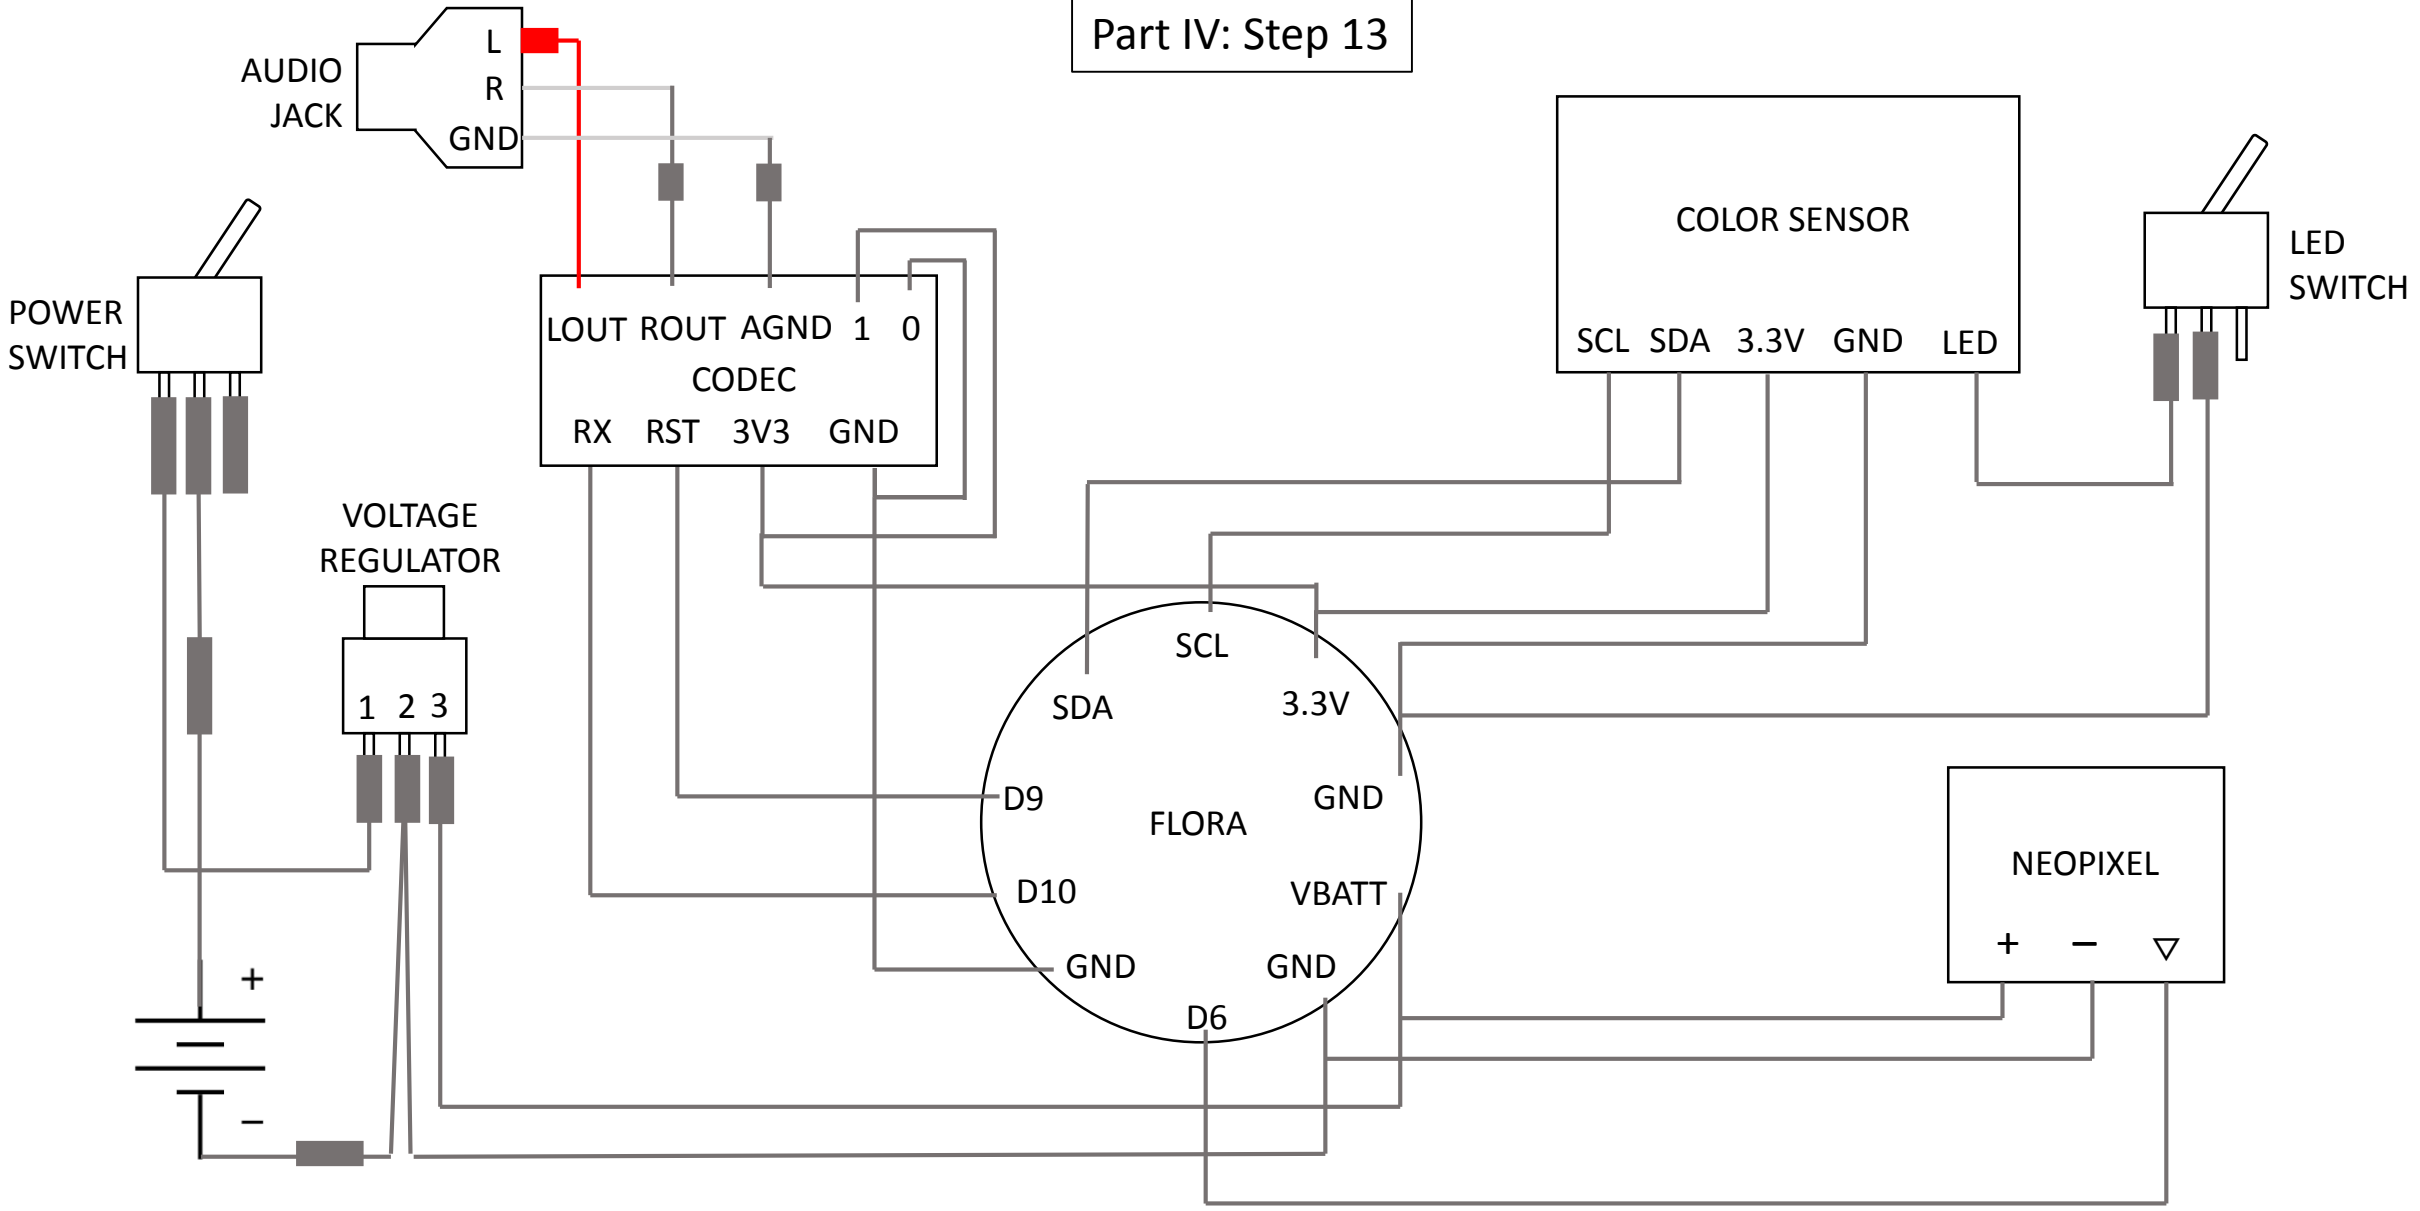 Part IV: Step 13
AUDIO
JACK
L
R
GND
POWER
SWITCH
LOUT ROUT AGND 1 0
CODEC
RX RST 3V3 GND
COLOR SENSOR
SCL SDA 3.3V GND LED
LED
SWITCH
VOLTAGE
REGULATOR
1 2 3
SCL
SDA 3.3V
D9 GND
FLORA
D10 VBATT
GND GND
D6
NEOPIXEL
+ −
+
−